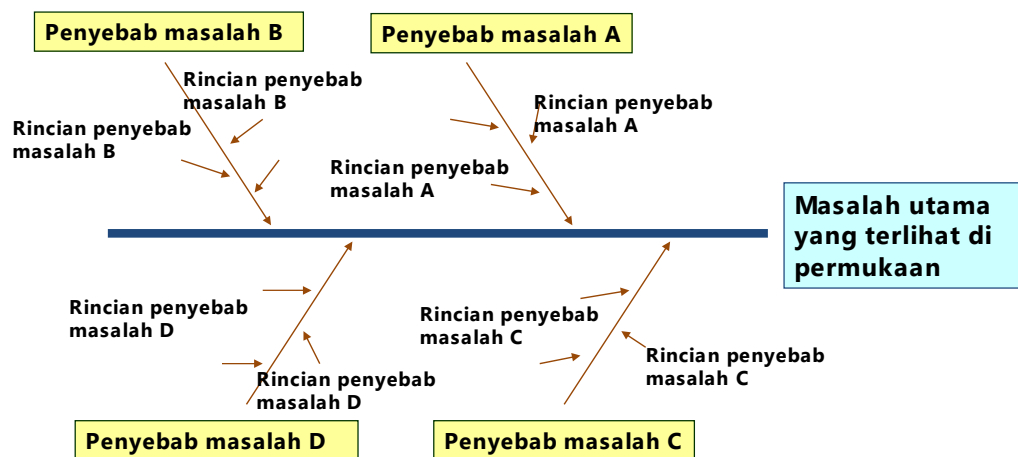 Penyebab masalah B
Penyebab masalah A
Rincian penyebab
masalah B
Rincian penyebab
masalah B
Rincian penyebab
masalah A
Rincian penyebab
masalah A
Masalah utama
yang terlihat di
permukaan
Rincian penyebab
masalah D
Rincian penyebab
masalah C
Rincian penyebab
masalah C
Rincian penyebab
masalah D
Penyebab masalah D
Penyebab masalah C